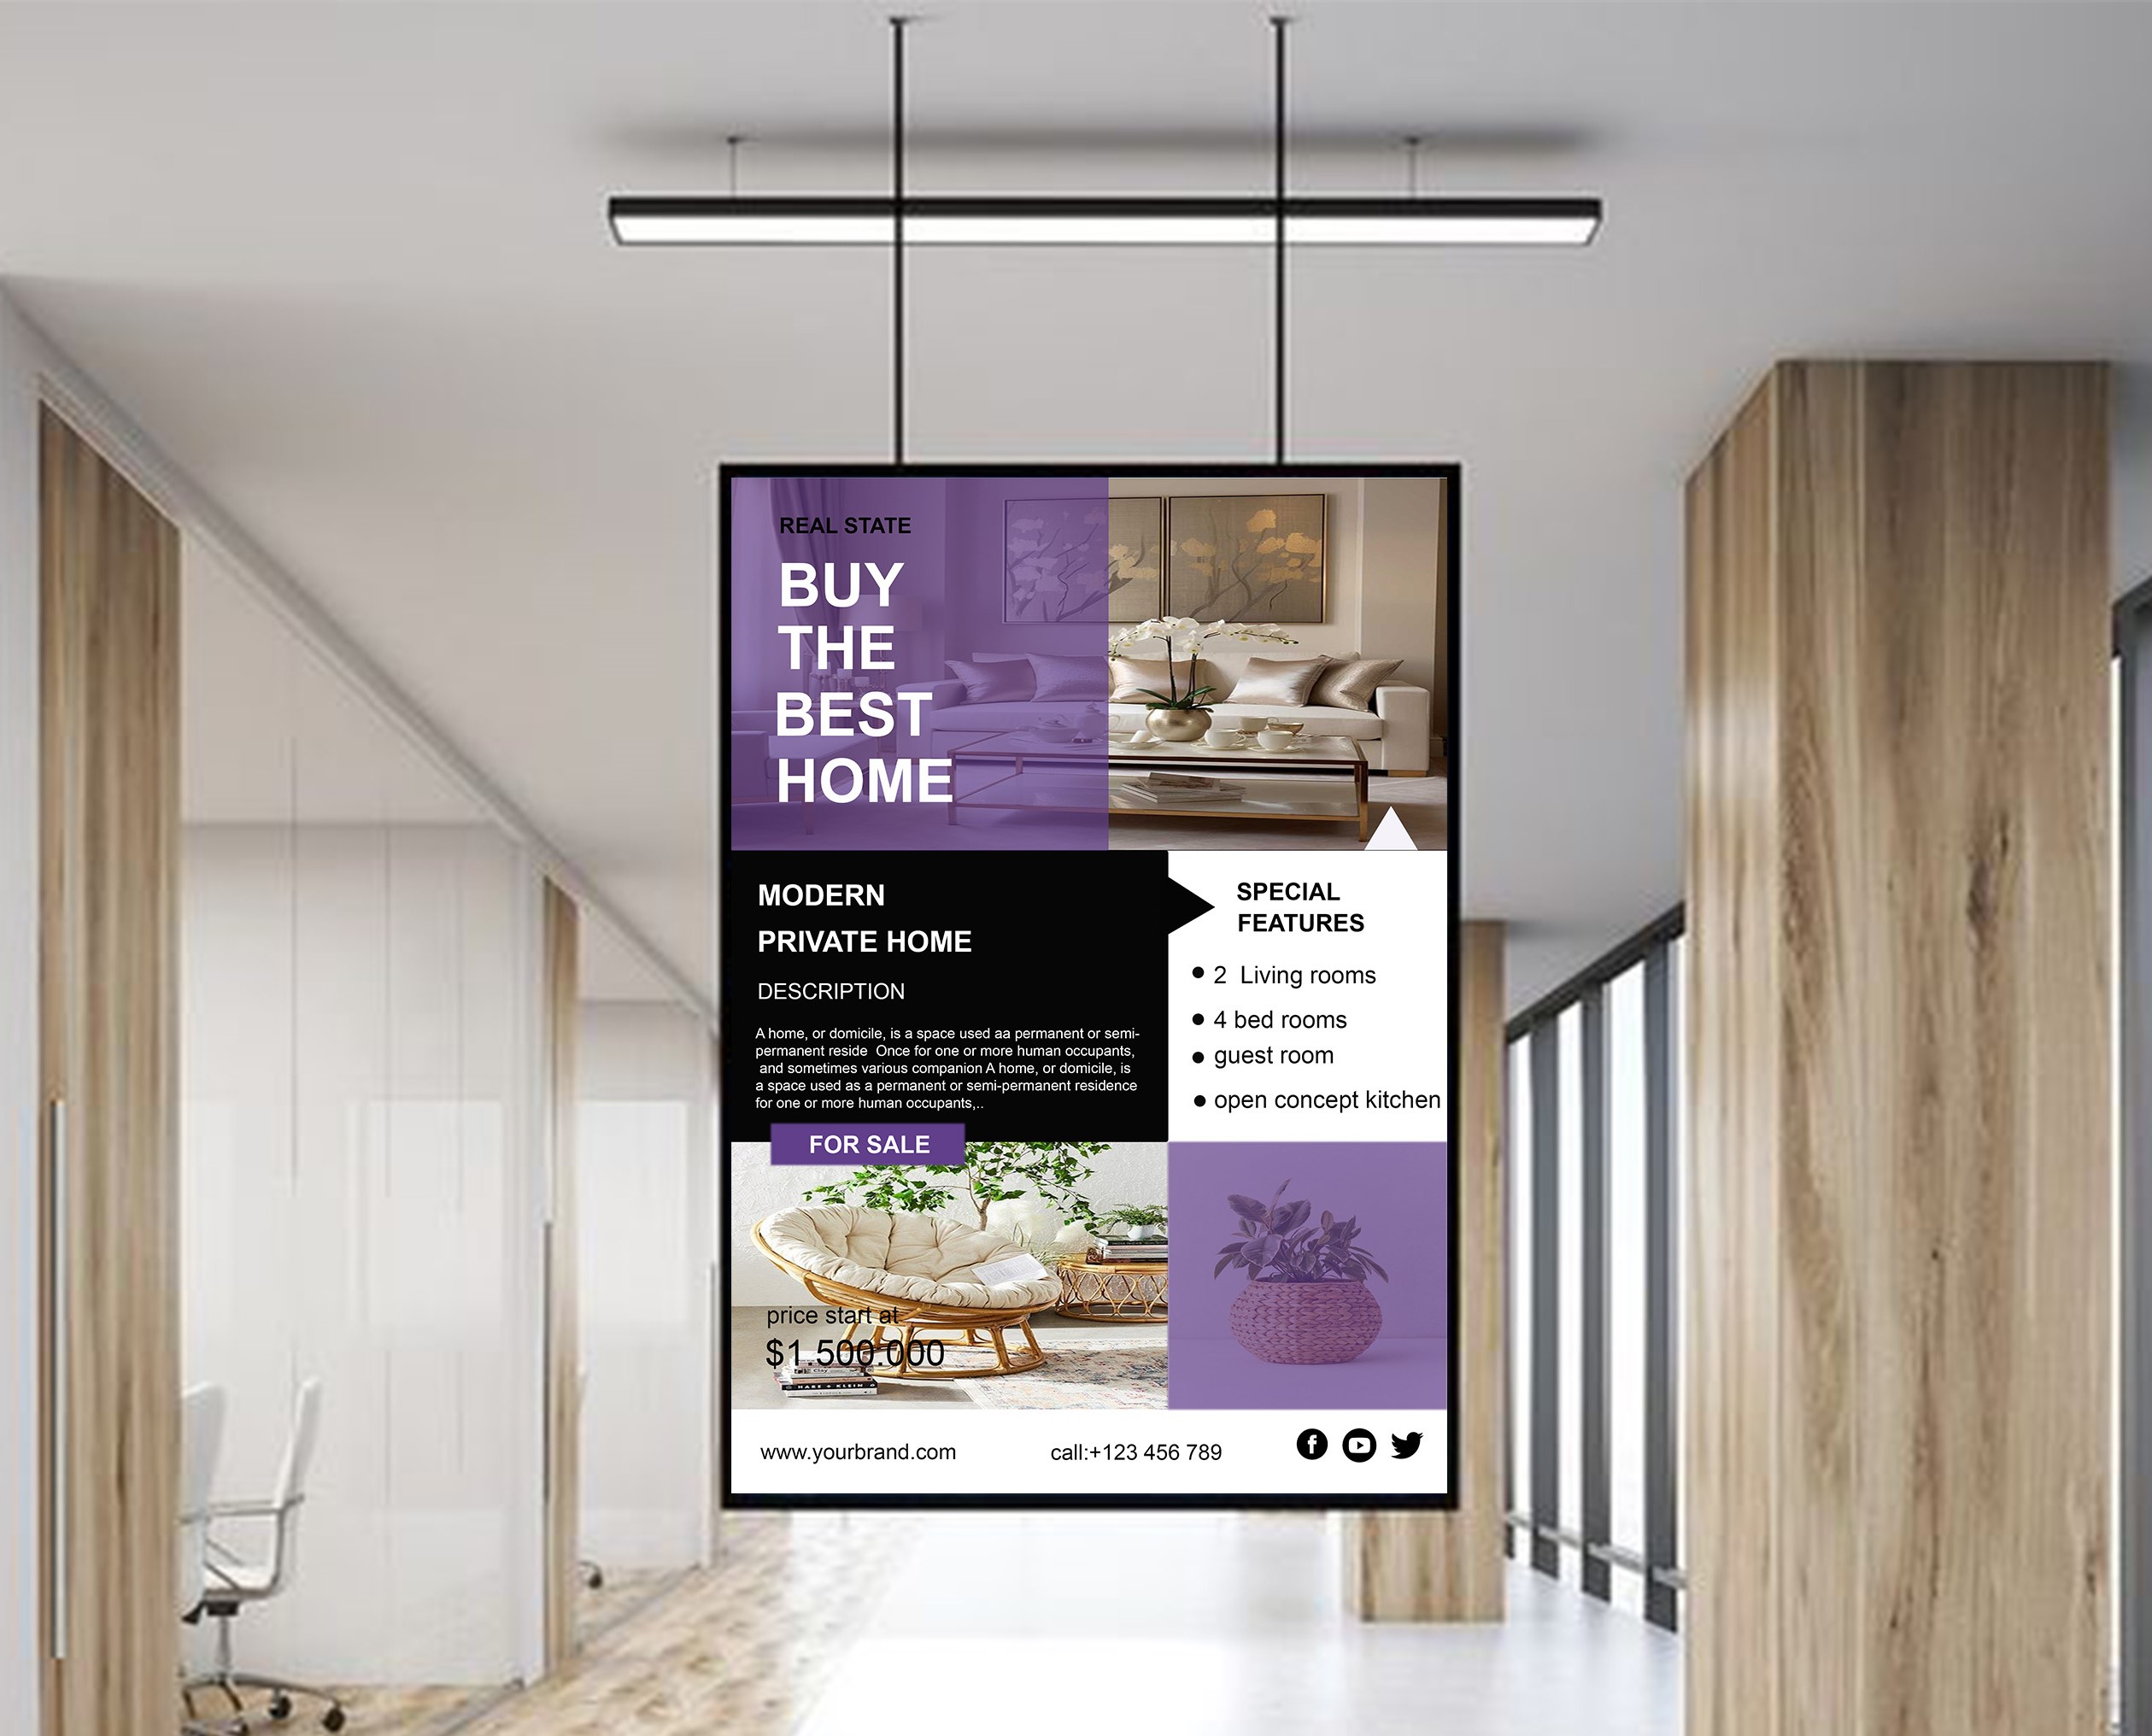 REAL STATE
BUY
THE
BEST
HOME
MODERN
PRIVATE HOME
DESCRIPTION
A home, or domicile, is a space used aa permanent or semi-
permanent reside  Once for one or more human occupants,
and sometimes various companion A home, or domicile, is
a space used as a permanent or semi-permanent residence
for one or more human occupants,..
SPECIAL
FEATURES
• 2  Living rooms
• 4 bed rooms
• guest room
• open concept kitchen
FOR SALE
price start at
$1.500.000
HARE + KLEIN
www.yourbrand.com
call:+123 456 789